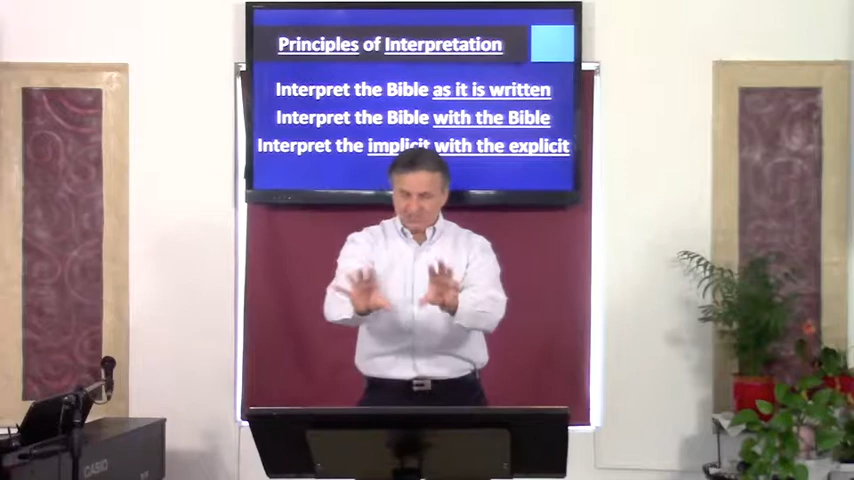 Principles of Interpretation
Interpret the Bible as it is written
Interpret the Bible with the Bible
Interpret the implicit with the explicit
CASIO